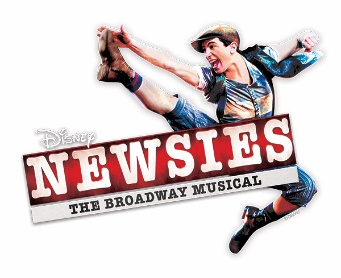 Disney
NEWSIES
THE BROADWAY MUSICAL